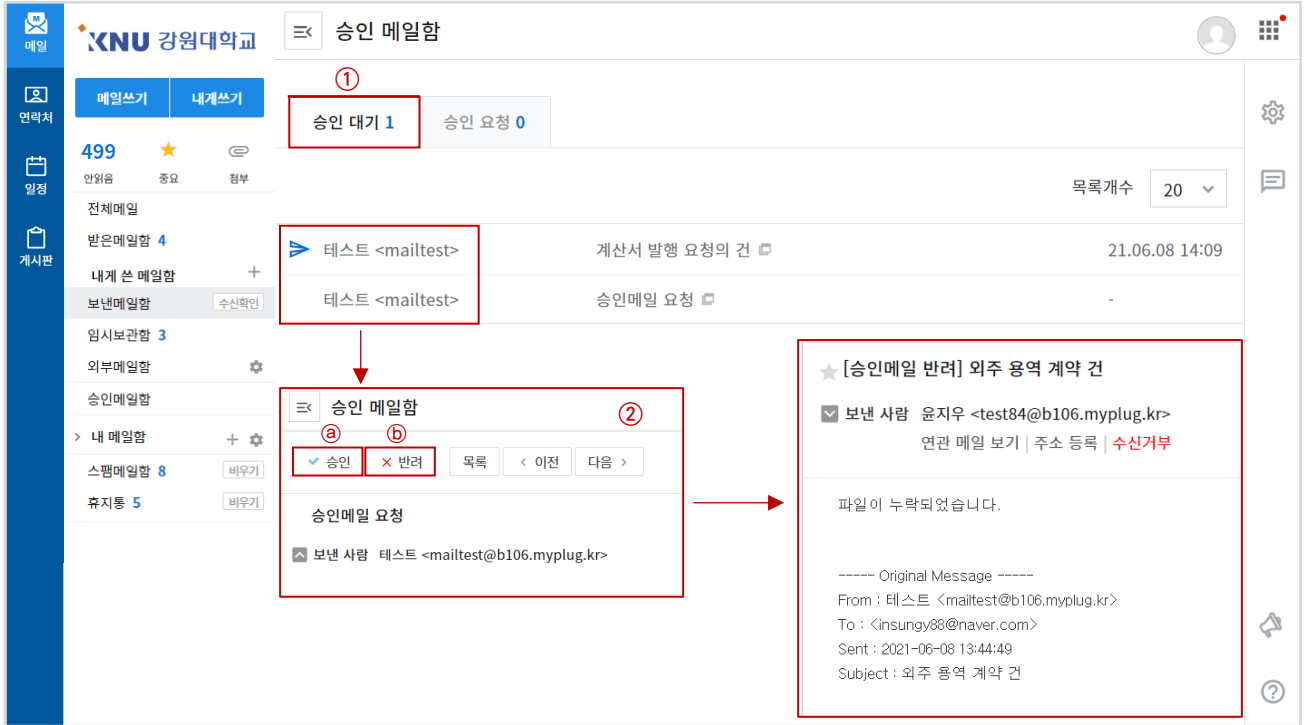 메일
연락처
일정
게시판
KNU 강원대학교
메일쓰기 내게쓰기
499
안읽음 중요 첨부
전체메일
받은메일함 4
내게 쓴 메일함
보낸메일함 수신확인
임시보관함 3
외부메일함
승인메일함
내 메일함
스팸메일함 8 비우기
휴지통 5 비우기
승인 메일함
①
승인 대기 1 승인 요청 0
목록개수 20
테스트 <mailtest> 계산서 발행 요청의 건 21.06.08 14:09
테스트 <mailtest> 승인메일 요청 -
승인 메일함 ②
ⓐ ⓑ
승인 반려 목록 이전 다음
승인메일 요청
보낸 사람 테스트 <mailtest@b106.myplug.kr>
[승인메일 반려] 외주 용역 계약 건
보낸 사람 윤지우 <test84@b106.myplug.kr>
연관 메일 보기 | 주소 등록 | 수신거부
파일이 누락되었습니다.
----- Original Message -----
From : 테스트 <mailtest@b106.myplug.kr>
To : <insungy88@naver.com>
Sent : 2021-06-08 13:44:49
Subject : 외주 용역 계약 건